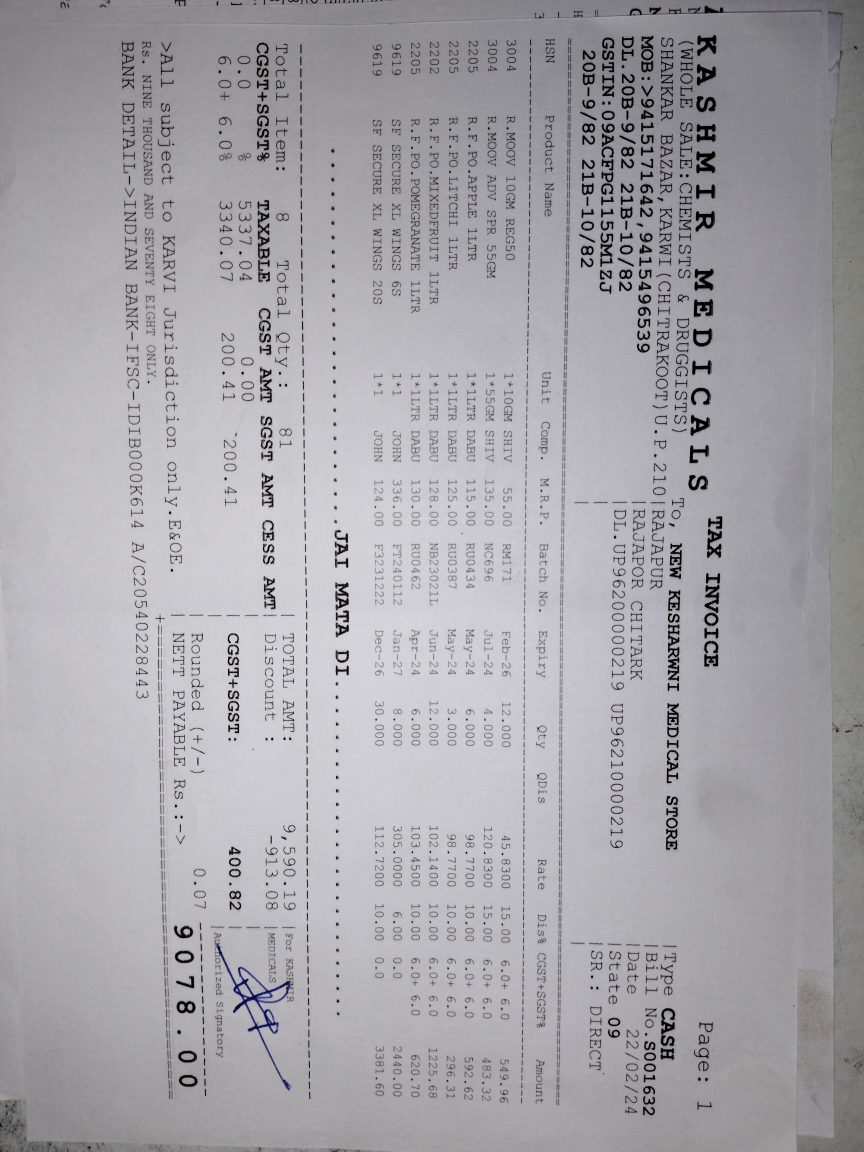 KASHMIR MEDICALS TAX INVOICE Page: 1
(WHOLE SALE:CHEMISTS & DRUGGISTS) To, NEW KESHARWNI MEDICAL STORE |Type CASH
SHANKAR BAZAR,KARWI(CHITRAKOOT)U.P.210 |RAJAPUR |Bill No.S001632
MOB:>9415171642,9415496539 |RAJAPOR CHITARK |Date 22/02/24
DL.20B-9/82 21B-10/82 |DL.UP96200000219 UP96210000219 |State 09
GSTIN:09ACFPG1155M1ZJ |SR.: DIRECT
20B-9/82 21B-10/82
HSN Product Name Unit Comp. M.R.P. Batch No. Expiry Qty QDis Rate Dis% CGST+SGST% Amount
3004 R.MOOV 10GM REG50 1*10GM SHIV 55.00 RM171 Feb-26 12.000 45.8300 15.00 6.0+ 6.0 549.96
3004 R.MOOV ADV SPR 55GM 1*55GM SHIV 135.00 NC696 Jul-24 4.000 120.8300 15.00 6.0+ 6.0 483.32
2205 R.F.PO.APPLE 1LTR 1*1LTR DABU 115.00 RU0434 May-24 6.000 98.7700 10.00 6.0+ 6.0 592.62
2205 R.F.PO.LITCHI 1LTR 1*1LTR DABU 125.00 RU0387 May-24 3.000 98.7700 10.00 6.0+ 6.0 296.31
2202 R.F.PO.MIXEDFRUIT 1LTR 1*1LTR DABU 128.00 NB23021L Jun-24 12.000 102.1400 10.00 6.0+ 6.0 1225.68
2205 R.F.PO.POMEGRANATE 1LTR 1*1LTR DABU 130.00 RU0462 Apr-24 6.000 103.4500 10.00 6.0+ 6.0 620.70
9619 SF SECURE XL WINGS 6S 1*1 JOHN 336.00 FT240112 Jan-27 8.000 305.0000 6.00 0.0 2440.00
9619 SF SECURE XL WINGS 20S 1*1 JOHN 124.00 F3231222 Dec-26 30.000 112.7200 10.00 0.0 3381.60
JAI MATA DI
Total Item: 8 Total Qty.: 81 TOTAL AMT: 9,590.19 For KASHMIR
CGST+SGST% TAXABLE CGST AMT SGST AMT CESS AMT Discount : -913.08 MEDICALS
0.0 % 5337.04 0.00
6.0+ 6.0% 3340.07 200.41 200.41 CGST+SGST: 400.82 Authorized Signatory
Rounded (+/-) 0.07
>All subject to KARVI Jurisdiction only.E&OE. NETT PAYABLE Rs.:-> 9078.00
Rs. NINE THOUSAND AND SEVENTY EIGHT ONLY.
BANK DETAIL->INDIAN BANK-IFSC-IDIB000K614 A/C20540228443